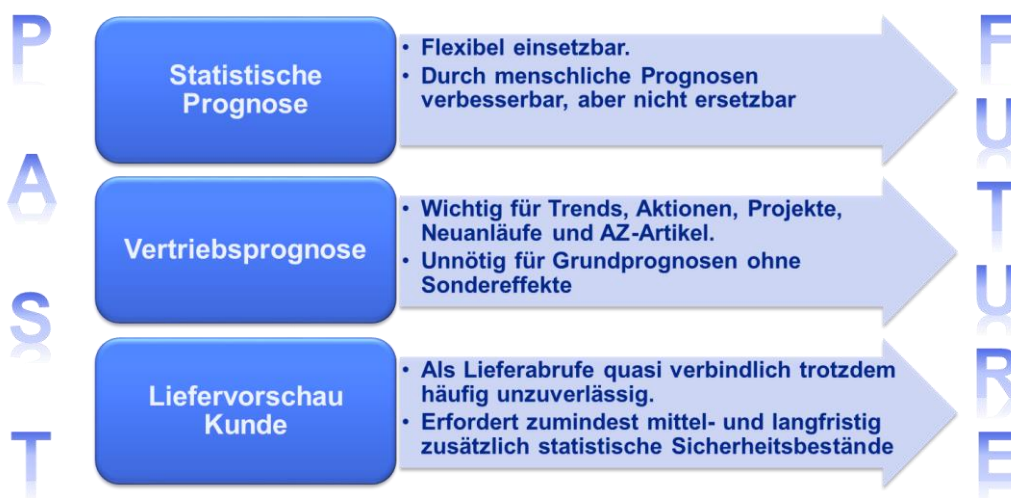 PAST
Statistische
Prognose
• Flexibel einsetzbar.
• Durch menschliche Prognosen
verbesserbar, aber nicht ersetzbar
Vertriebsprognose
• Wichtig für Trends, Aktionen, Projekte,
Neuanläufe und AZ-Artikel.
• Unnötig für Grundprognosen ohne
Sondereffekte
Liefervorschau
Kunde
• Als Lieferabrufe quasi verbindlich trotzdem
häufig unzuverlässig.
• Erfordert zumindest mittel- und langfristig
zusätzlich statistische Sicherheitsbestände
FUTURE